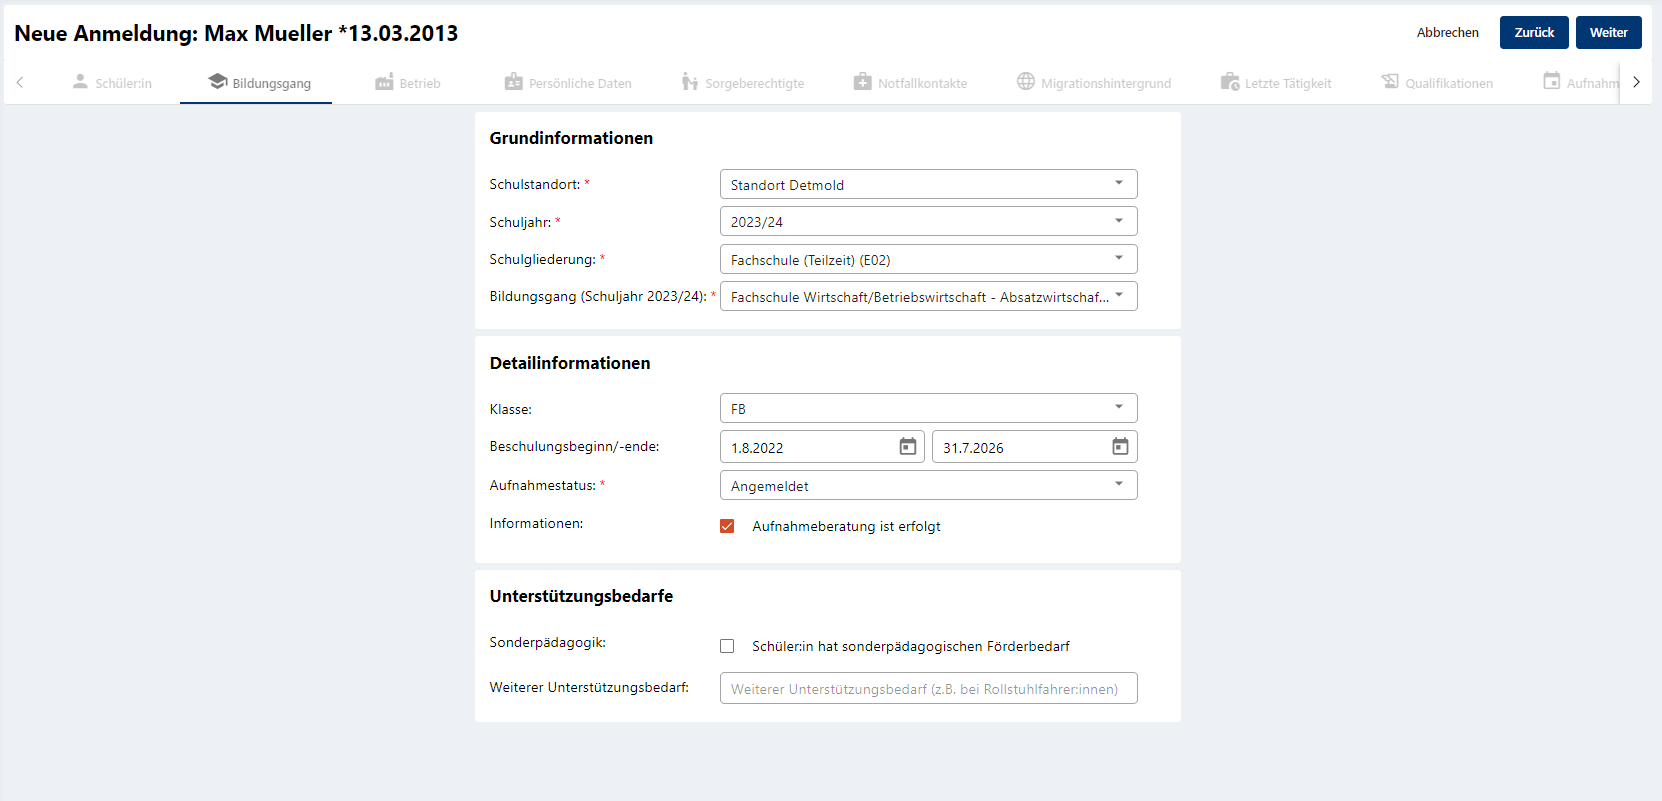 Neue Anmeldung: Max Mueller *13.03.2013
Abbrechen
Zurück
Weiter
Schüler:in
Bildungsgang
Betrieb
Persönliche Daten
Sorgeberechtigte
Notfallkontakte
Migrationshintergrund
Letzte Tätigkeit
Qualifikationen
Aufnahm
Grundinformationen
Schulstandort: * Standort Detmold
Schuljahr: * 2023/24
Schulgliederung: * Fachschule (Teilzeit) (E02)
Bildungsgang (Schuljahr 2023/24): * Fachschule Wirtschaft/Betriebswirtschaft - Absatzwirtschaf...
Detailinformationen
Klasse: FB
Beschulungsbeginn/-ende: 1.8.2022 31.7.2026
Aufnahmestatus: * Angemeldet
Informationen: Aufnahmeberatung ist erfolgt
Unterstützungsbedarfe
Sonderpädagogik: Schüler:in hat sonderpädagogischen Förderbedarf
Weiterer Unterstützungsbedarf: Weiterer Unterstützungsbedarf (z.B. bei Rollstuhlfahrer:innen)